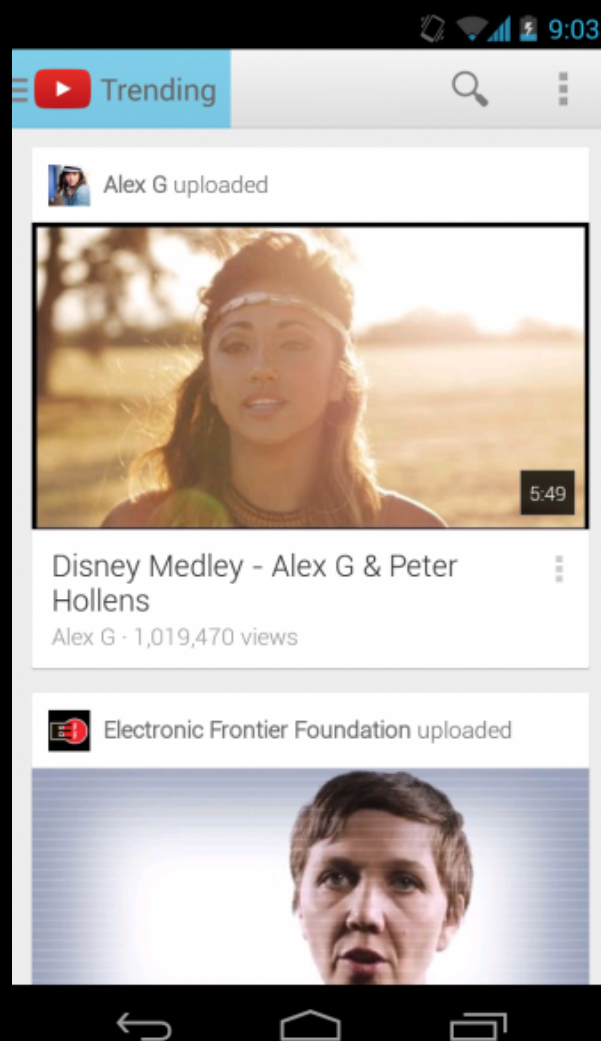 9:03
Trending
Alex G uploaded
5:49
Disney Medley - Alex G & Peter
Hollens
Alex G · 1,019,470 views
Electronic Frontier Foundation uploaded